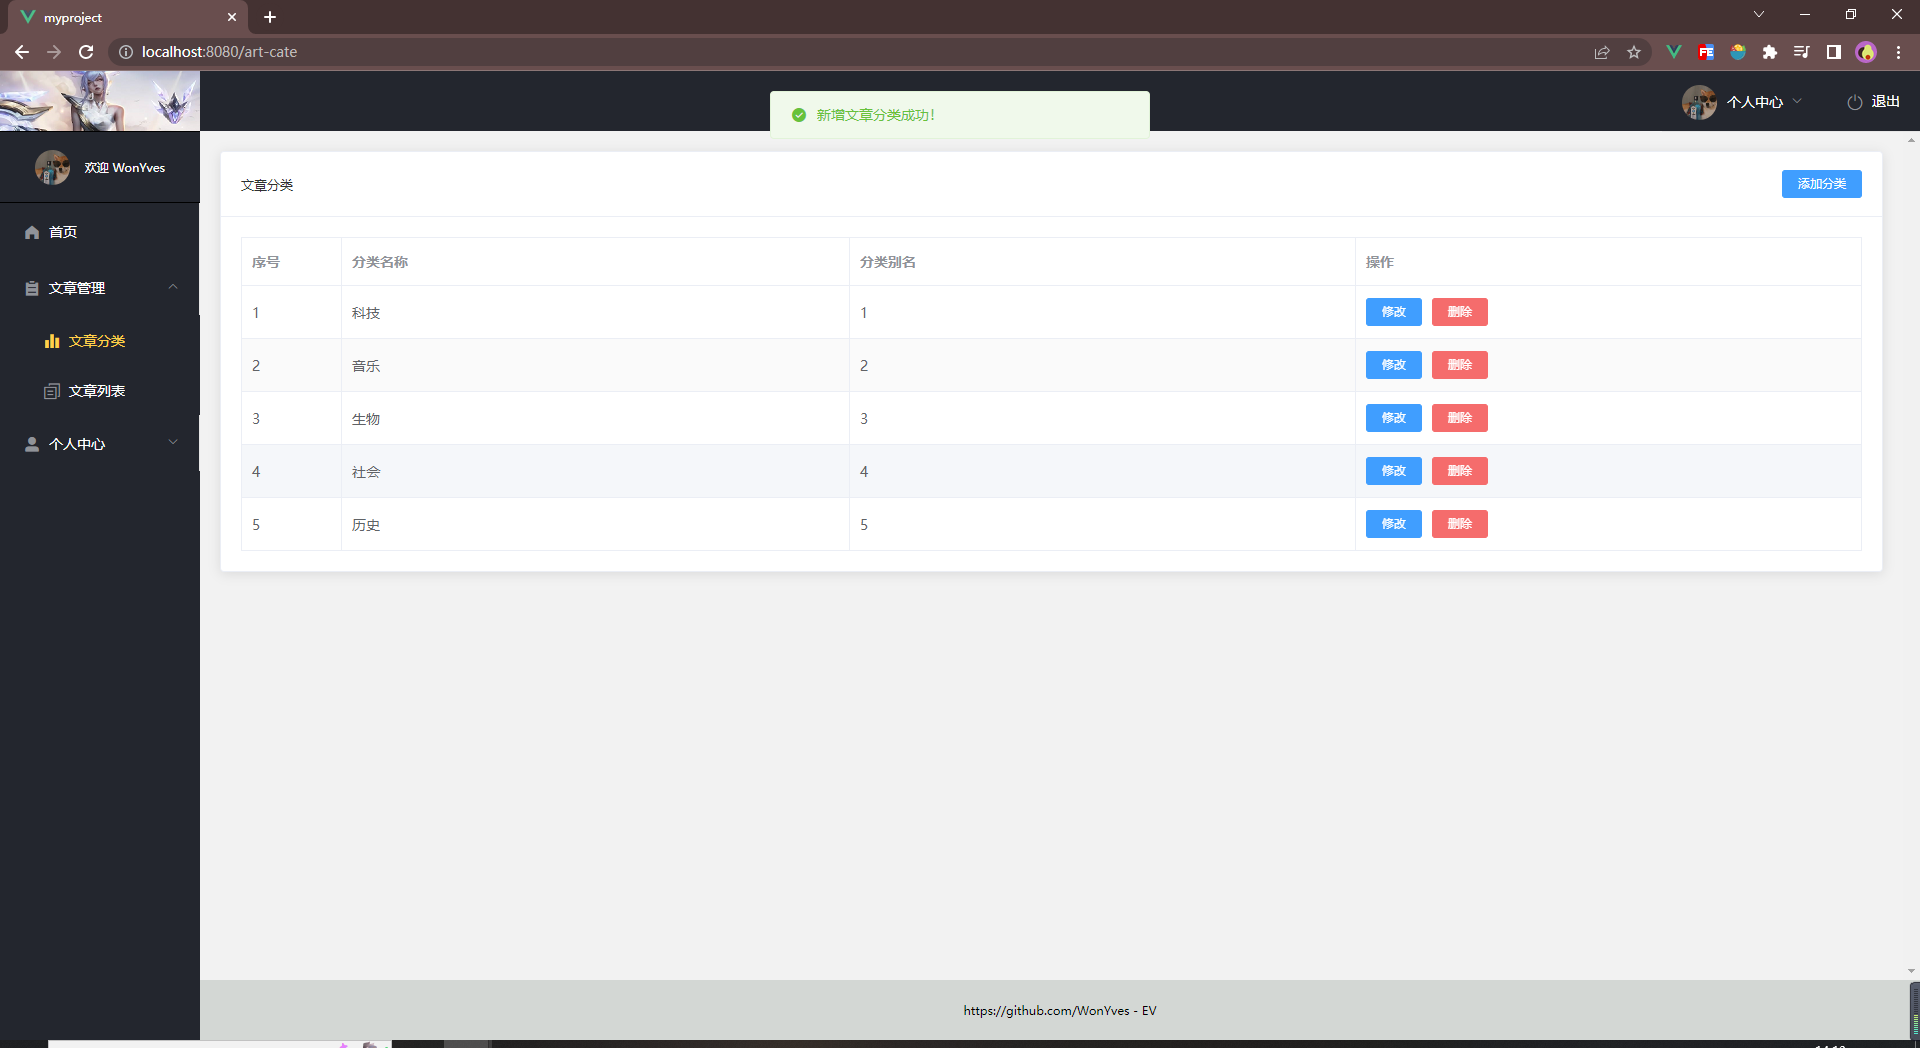 myproject
localhost:8080/art-cate
新增文章分类成功!
个人中心
退出
欢迎 WonYves
首页
文章管理
文章分类
文章列表
个人中心
文章分类
添加分类
序号 分类名称 分类别名 操作
1 科技 1 修改 删除
2 音乐 2 修改 删除
3 生物 3 修改 删除
4 社会 4 修改 删除
5 历史 5 修改 删除
https://github.com/WonYves - EV